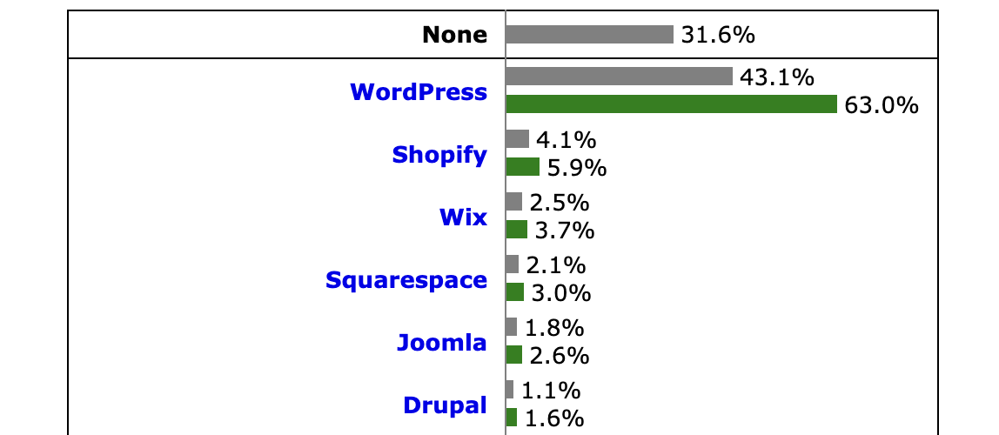 None 31.6%
43.1%
WordPress
63.0%
4.1%
Shopify
5.9%
2.5%
Wix
3.7%
2.1%
Squarespace
3.0%
1.8%
Joomla
2.6%
1.1%
Drupal
1.6%